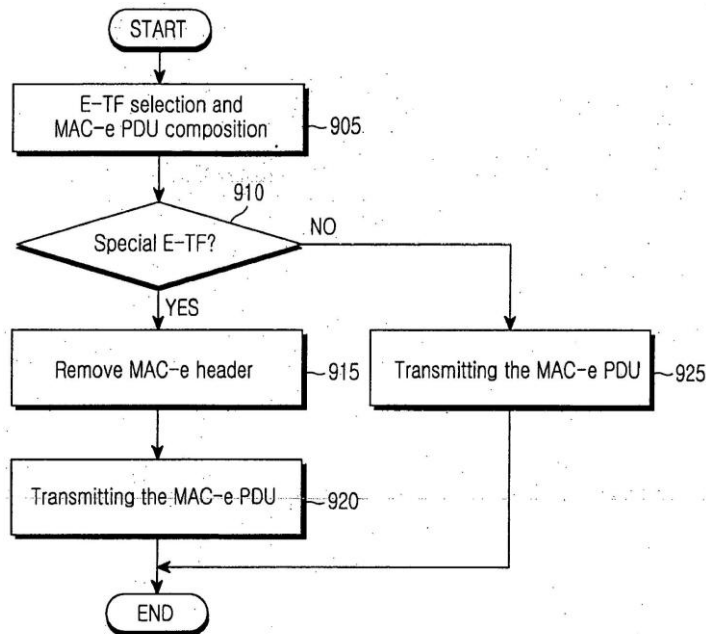 START
E-TF selection and
MAC-e PDU composition
905
910
Special E-TF?
NO
YES
Remove MAC-e header
915
Transmitting the MAC-e PDU
925
Transmitting the MAC-e PDU
920
END